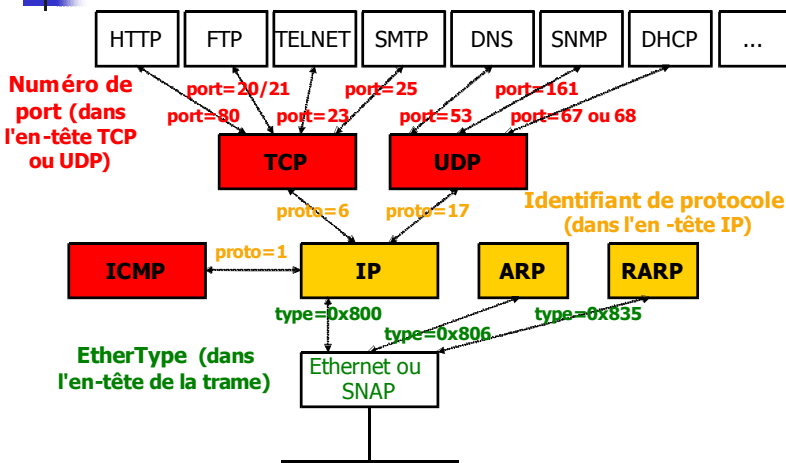 HTTP FTP TELNET SMTP DNS SNMP DHCP ...
Numéro de
port (dans
l'en-tête TCP
ou UDP)
port=20/21 port=25 port=161
port=80 port=23 port=53 port=67 ou 68
TCP UDP
proto=6 proto=17
Identifiant de protocole
(dans l'en -tête IP)
proto=1
ICMP IP ARP RARP
type=0x800 type=0x835
type=0x806
EtherType (dans
l'en-tête de la trame)
Ethernet ou
SNAP